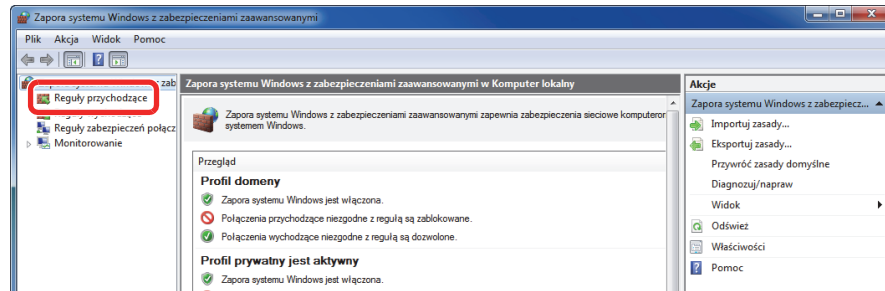 Zapora systemu Windows z zabezpieczeniami zaawansowanymi
Plik Akcja Widok Pomoc
zab
Reguły przychodzące
Reguły zabezpieczeń połącz
Monitorowanie
Zapora systemu Windows z zabezpieczeniami zaawansowanymi w Komputer lokalny
Zapora systemu Windows z zabezpieczeniami zaawansowanymi zapewnia zabezpieczenia sieciowe komputeror
systemem Windows.
Przegląd
Profil domeny
Zapora systemu Windows jest włączona.
Połączenia przychodzące niezgodne z regułą są zablokowane.
Połączenia wychodzące niezgodne z regułą są dozwolone.
Profil prywatny jest aktywny
Zapora systemu Windows jest włączona.
Akcje
Zapora systemu Windows z zabezpiecz...
Importuj zasady...
Eksportuj zasady...
Przywróć zasady domyślne
Diagnozuj/napraw
Widok
Odśwież
Właściwości
Pomoc